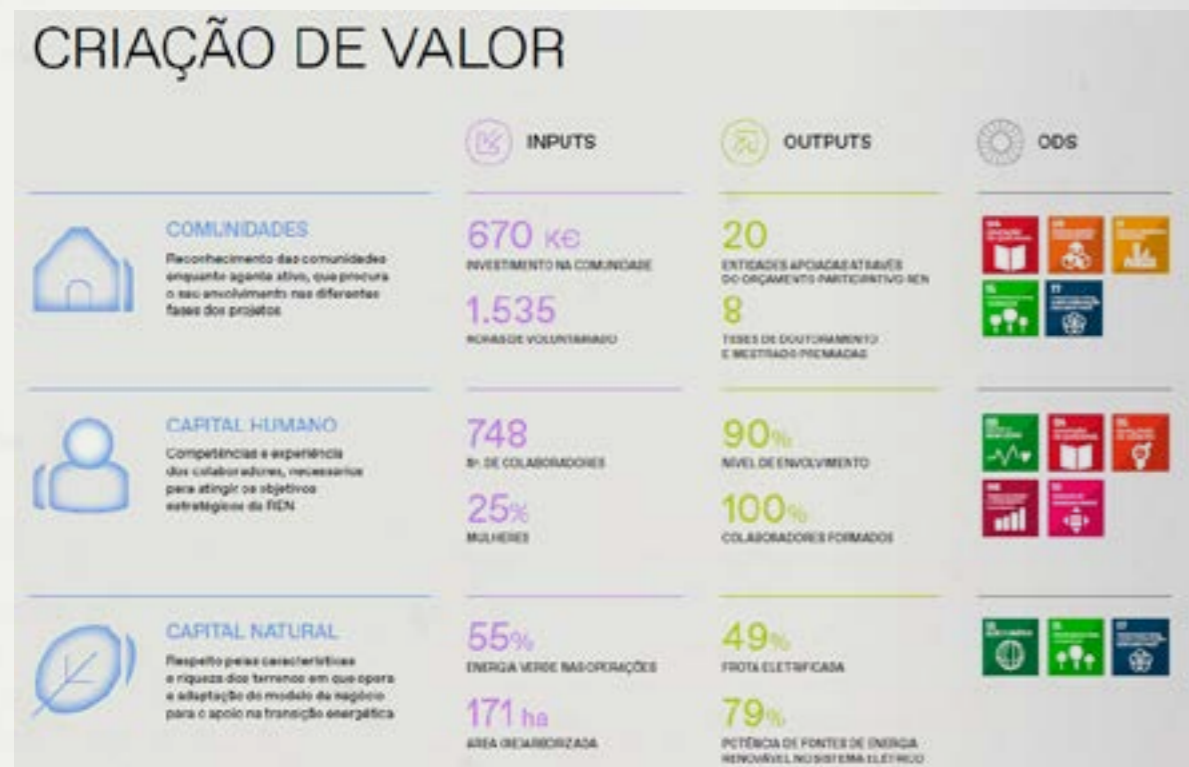 CRIAÇÃO DE VALOR
INPUTS
OUTPUTS
ODS
COMUNIDADES
Reconhecimento das comunidades
enquanto agente ativo, que procura
o seu envolvimento nas diferentes
fases dos projetos
670 K€
INVESTIMENTO NA COMUNIDADE
1.535
HORAS DE VOLUNTARIADO
20
ENTIDADES APOIADAS ATRAVÉS
DO ORÇAMENTO PARTICIPATIVO REN
8
TESES DE DOUTORAMENTO
E MESTRADO PREMIADAS
CAPITAL HUMANO
Competências e experiência
dos colaboradores, necessárias
para atingir os objetivos
estratégicos da REN
748
Nº. DE COLABORADORES
25%
MULHERES
90%
NÍVEL DE ENVOLVIMENTO
100%
COLABORADORES FORMADOS
CAPITAL NATURAL
Respeito pelas características
e riqueza dos terrenos em que opera
e adaptação do modelo de negócio
para o apoio na transição energética
55%
ENERGIA VERDE NAS OPERAÇÕES
171 ha
ÁREA (RE)ARBORIZADA
49%
FROTA ELETRIFICADA
79%
POTÊNCIA DE FONTES DE ENERGIA
RENOVÁVEL NO SISTEMA ELÉTRICO